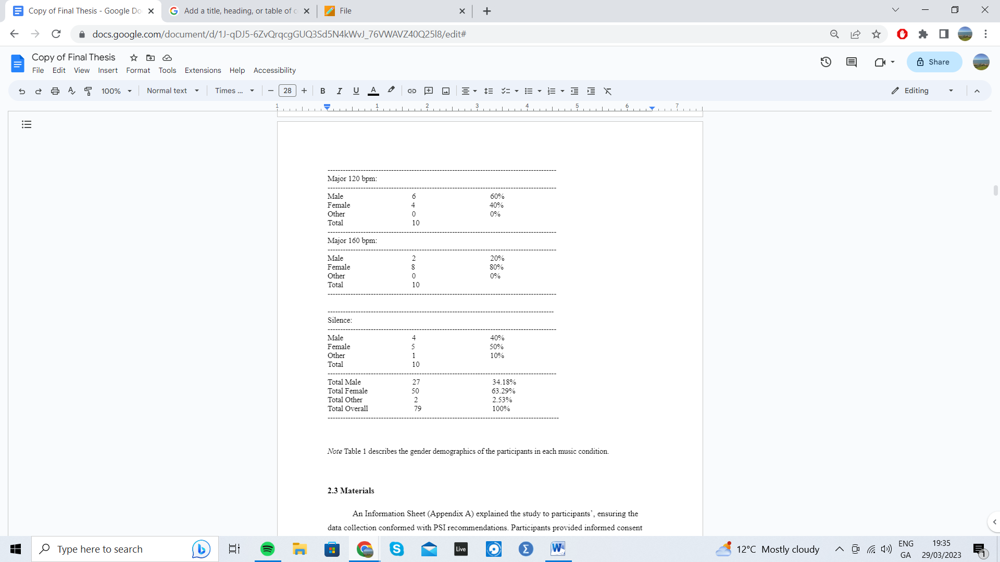 Copy of Final Thesis - Google Do
Add a title, heading, or table of c
File
docs.google.com/document/d/1J-qDJ5-6ZvQrqcgGUQ3Sd5N4kWvJ_76VWAVZ40Q25l8/edit#
Copy of Final Thesis
File Edit View Insert Format Tools Extensions Help Accessibility
Share
100% Normal text Times ... 28 B I U A Editing
1 1 2 3 4 5 6 7
Major 120 bpm:
Male 6 60%
Female 4 40%
Other 0 0%
Total 10
Major 160 bpm:
Male 2 20%
Female 8 80%
Other 0 0%
Total 10
Silence:
Male 4 40%
Female 5 50%
Other 1 10%
Total 10
Total Male 27 34.18%
Total Female 50 63.29%
Total Other 2 2.53%
Total Overall 79 100%
Note Table 1 describes the gender demographics of the participants in each music condition.
2.3 Materials
An Information Sheet (Appendix A) explained the study to participants’, ensuring the
data collection conformed with PSI recommendations. Participants provided informed consent
Type here to search
Live
12°C Mostly cloudy
ENG
GA
19:35
29/03/2023
1